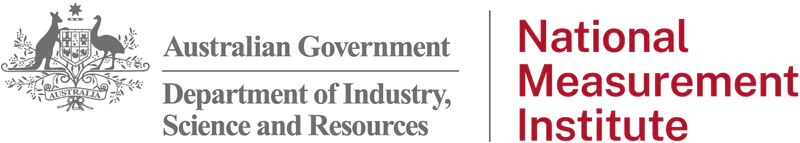 AUSTRALIA
Australian Government
Department of Industry,
Science and Resources
National
Measurement
Institute